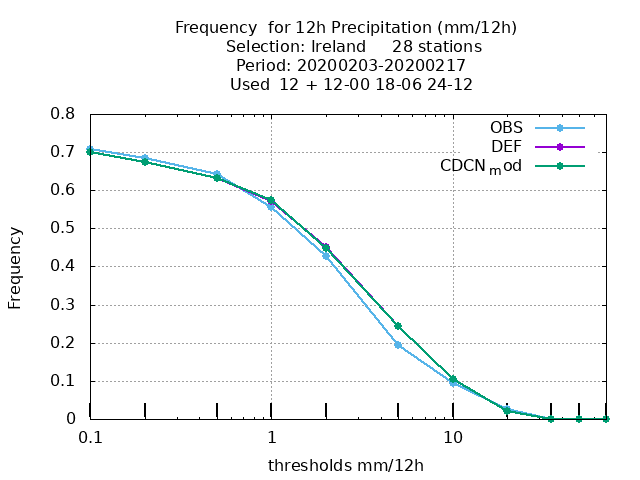 Frequency  for 12h Precipitation (mm/12h)
Selection: Ireland     28 stations
Period: 20200203-20200217
Used  12 + 12-00 18-06 24-12
OBS
DEF
CDCNmod
0.8
0.7
0.6
0.5
0.4
0.3
0.2
0.1
0
Frequency
0.1 1 10
thresholds mm/12h